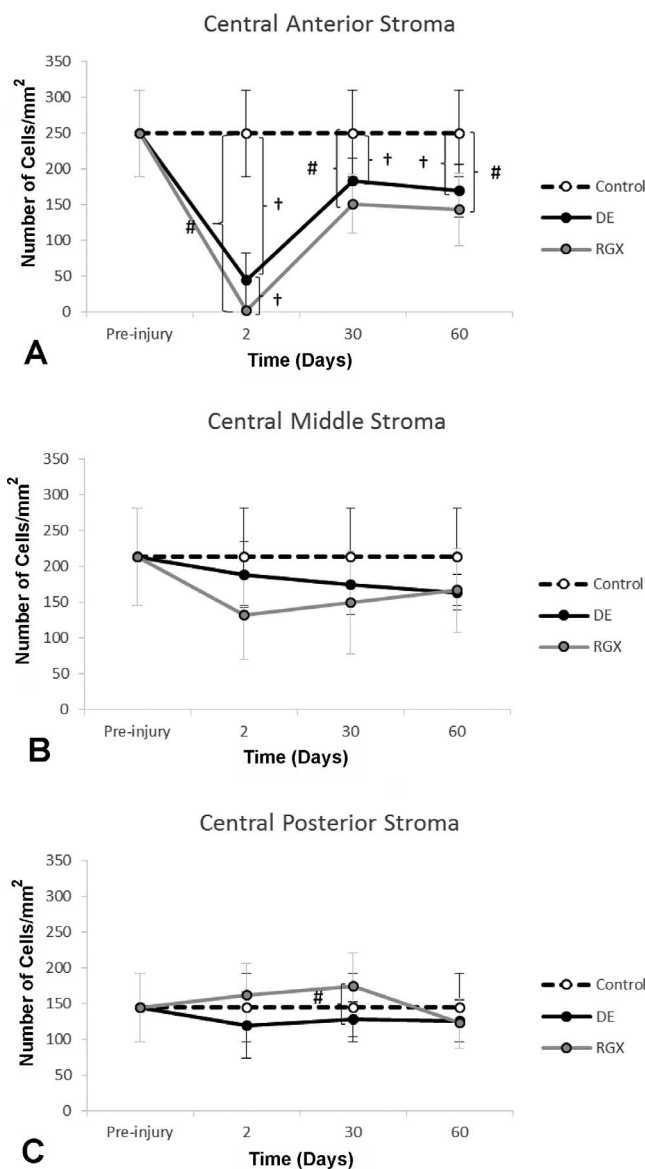 Central Anterior Stroma
Number of Cells/mm²
350
300
250
200
150
100
50
0
#
†
†
#
†
†
#
Pre-injury 2 30 60
Time (Days)
Control
DE
RGX
A
Central Middle Stroma
Number of Cells/mm²
350
300
250
200
150
100
50
0
Pre-injury 2 30 60
Time (Days)
Control
DE
RGX
B
Central Posterior Stroma
Number of Cells/mm²
350
300
250
200
150
100
50
0
#
Pre-injury 2 30 60
Time (Days)
Control
DE
RGX
C